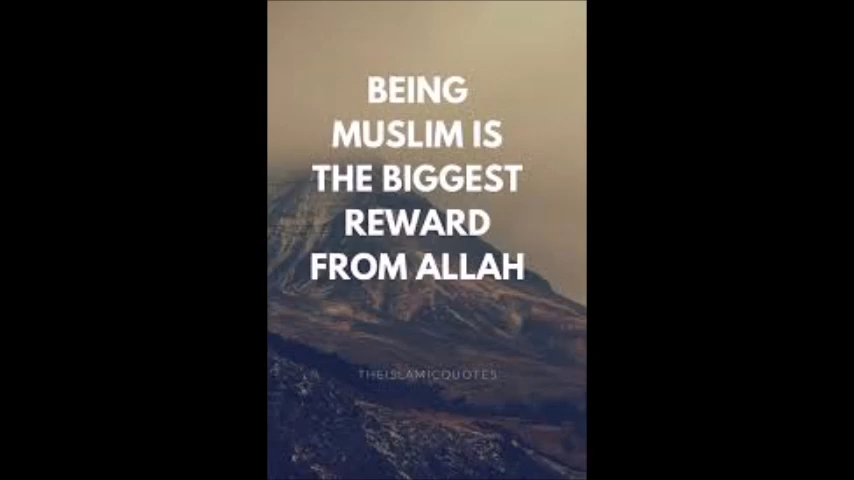 BEING
MUSLIM IS
THE BIGGEST
REWARD
FROM ALLAH
THEISLAMICQUOTES